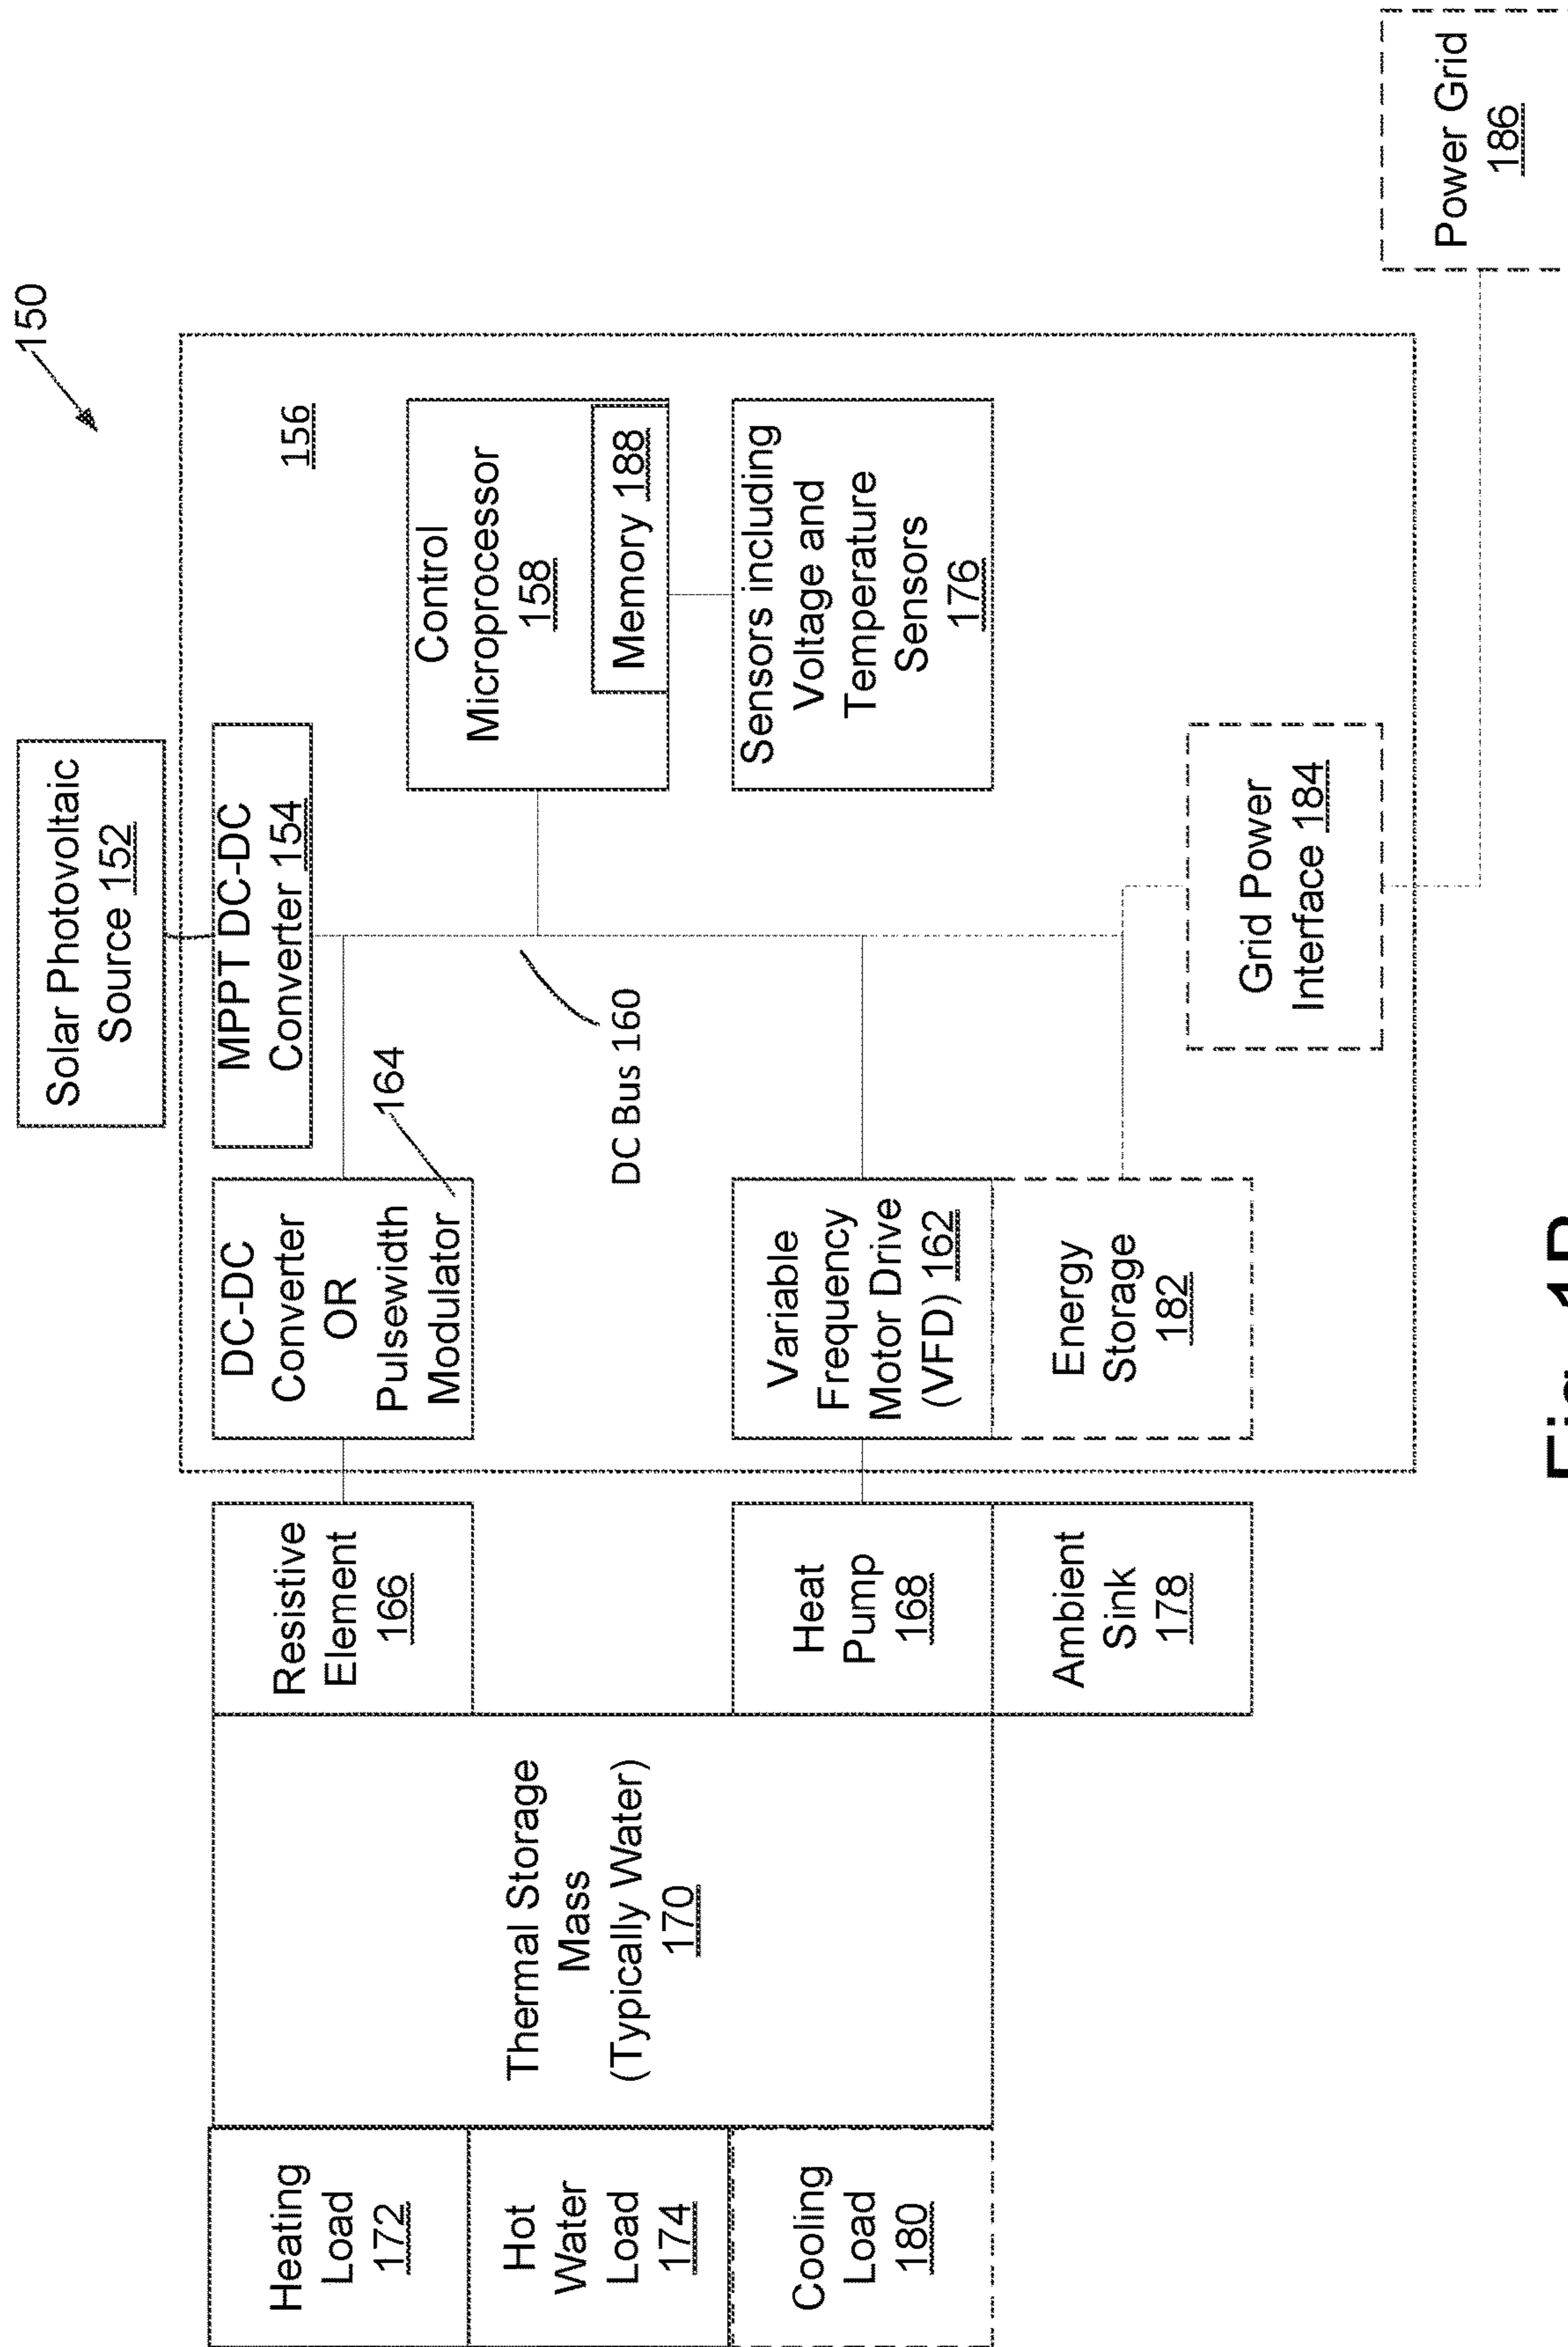 150
Solar Photovoltaic
Source 152
156
MPPT DC-DC
Converter 154
Heating
Load
172
Hot
Water
Load
174
Cooling
Load
180
Thermal Storage
Mass
(Typically Water)
170
Resistive
Element
166
Heat
Pump
168
Ambient
Sink
178
DC-DC
Converter
OR
Pulsewidth
Modulator
164
DC Bus 160
Variable
Frequency
Motor Drive
(VFD) 162
Energy
Storage
182
Control
Microprocessor
158
Memory 188
Sensors including
Voltage and
Temperature
Sensors
176
Grid Power
Interface 184
Power Grid
186
Fig.